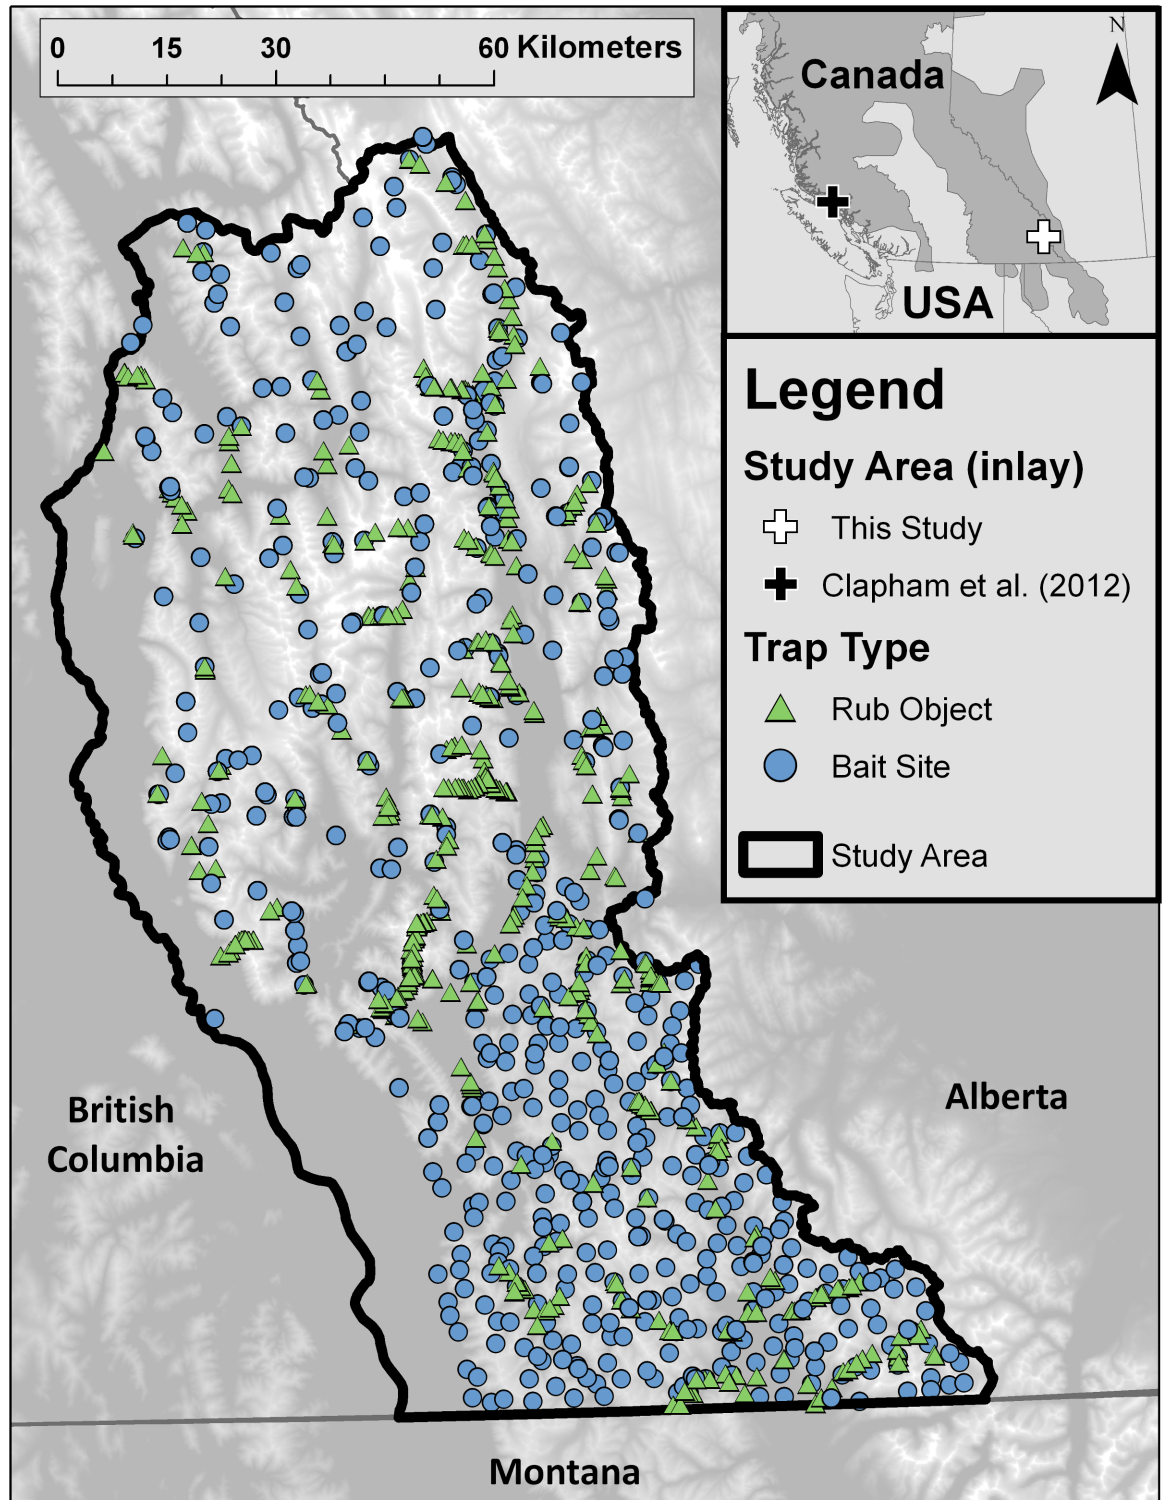 0 15 30 60 Kilometers
N
Canada
USA
Legend
Study Area (inlay)
This Study
Clapham et al. (2012)
Trap Type
Rub Object
Bait Site
Study Area
British
Columbia
Alberta
Montana